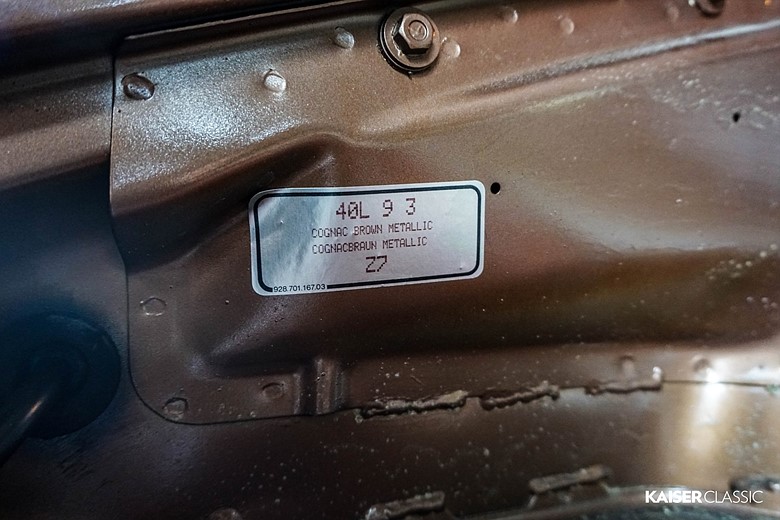 40L 9 3
COGNAC BROWN METALLIC
COGNACBRAUN METALLIC
Z7
928.701.167.03
KAISERCLASSIC